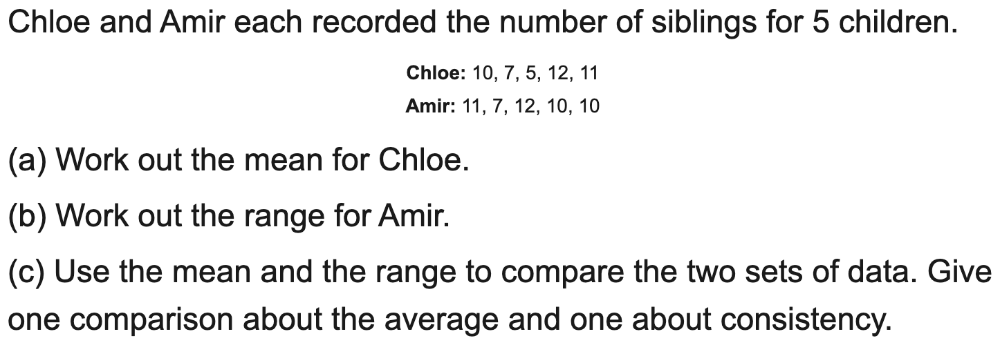 Chloe and Amir each recorded the number of siblings for 5 children.
Chloe: 10, 7, 5, 12, 11
Amir: 11, 7, 12, 10, 10
(a) Work out the mean for Chloe.
(b) Work out the range for Amir.
(c) Use the mean and the range to compare the two sets of data. Give
one comparison about the average and one about consistency.